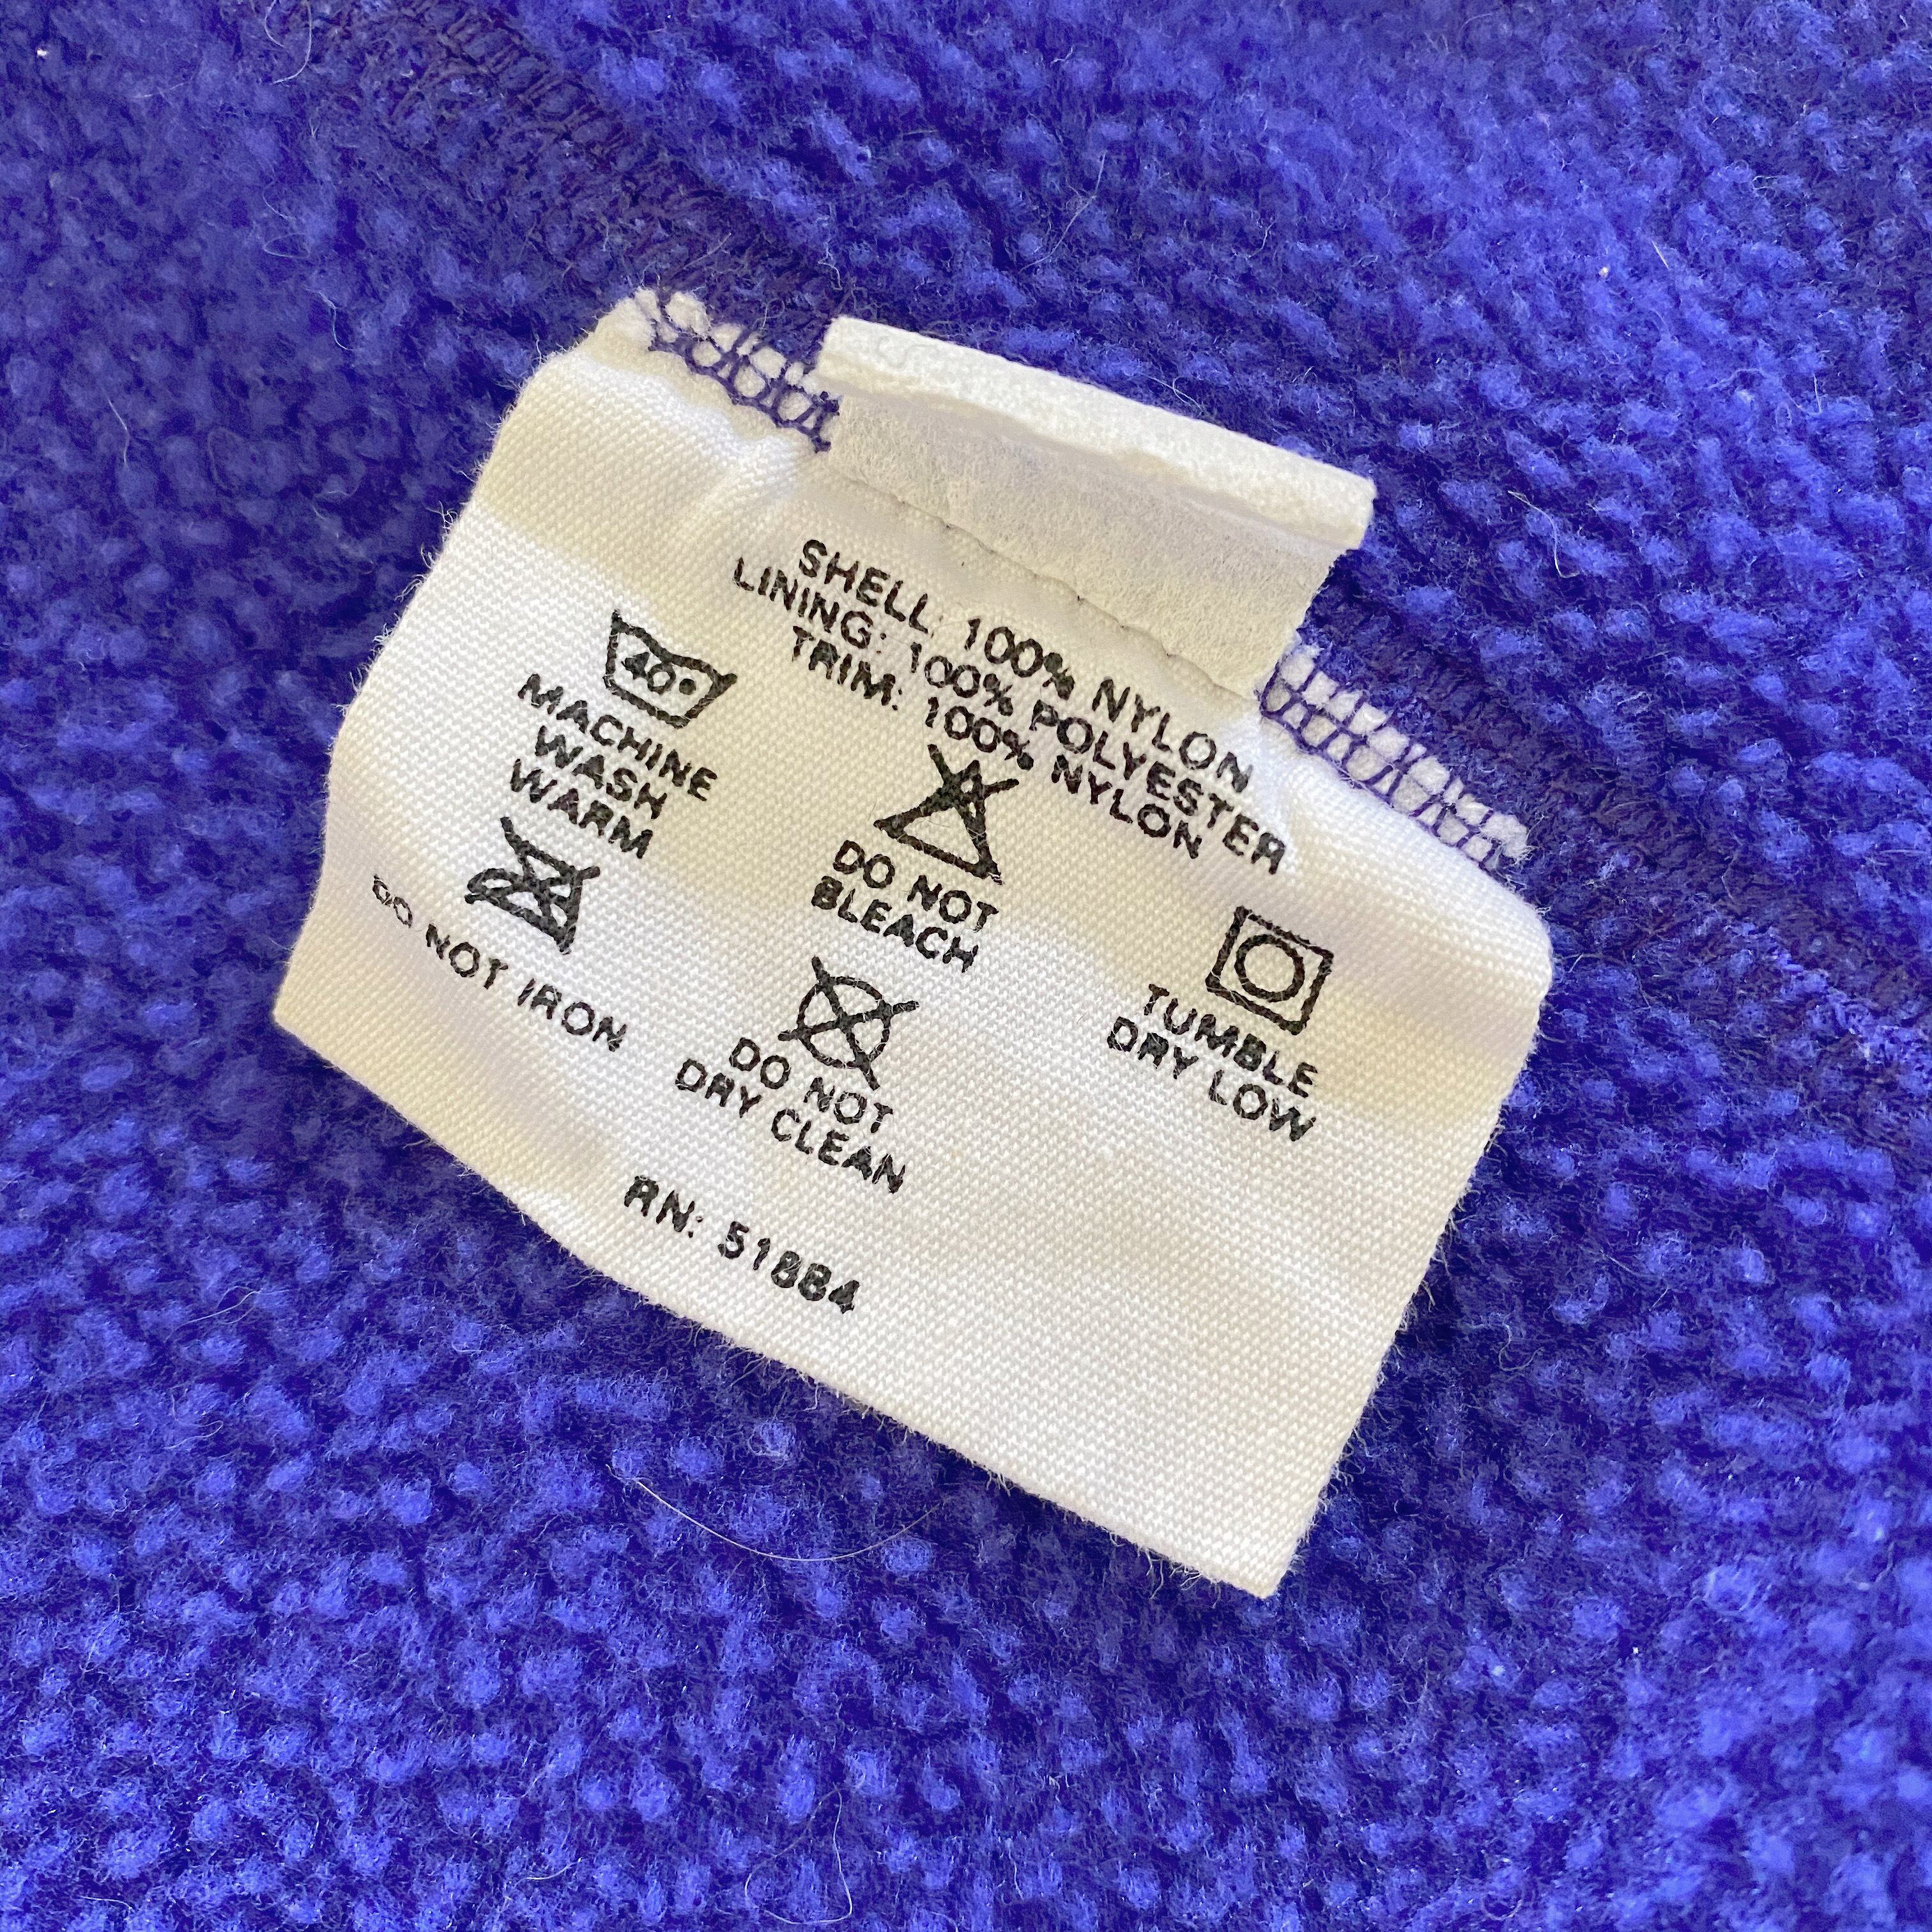 SHELL: 100% NYLON
LINING: 100% POLYESTER
TRIM: 100% NYLON
40°
MACHINE
WASH
WARM
DO NOT
BLEACH
TUMBLE
DRY LOW
DO NOT IRON
DO NOT
DRY CLEAN
RN: 51884